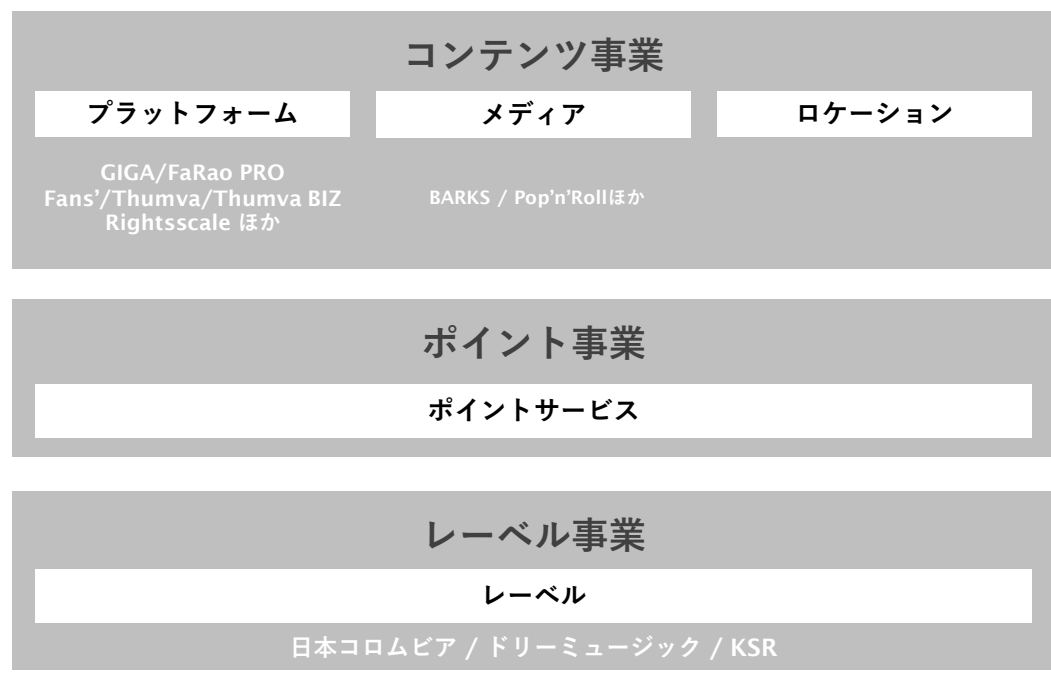 コンテンツ事業
プラットフォーム
メディア
ロケーション
GIGA/FaRao PRO
Fans’/Thumva/Thumva BIZ
Rightsscale ほか
BARKS / Pop’n’Rollほか
ポイント事業
ポイントサービス
レーベル事業
レーベル
日本コロムビア / ドリーミュージック / KSR